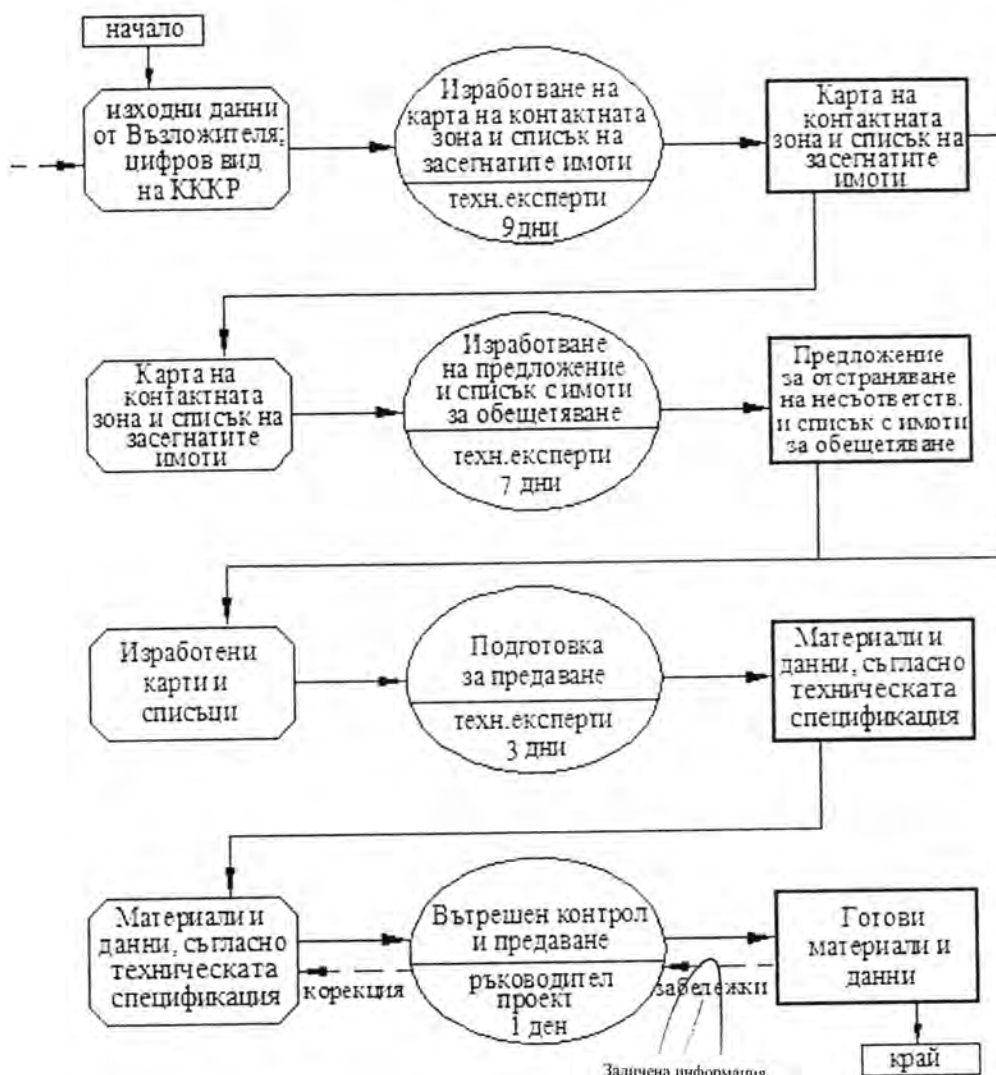 начало
изходни данни
от Възложителя;
цифров вид
на КККР
Изработване на
карта на контактната
зона и списък на
засегнатите имоти
техн.експерти
9 дни
Карта на
контактната
зона и списък на
засегнатите
имоти
Карта на
контактната
зона и списък на
засегнатите
имоти
Изработване
на предложение
и списък с имоти
за обещетяване
техн.експерти
7 дни
Предложение
за отстраняване
на несъответств.
и списък с имоти
за обещетяване
Изработени
карти и
списъци
Подготовка
за предаване
техн.експерти
3 дни
Материали и
данни, съгласно
техническата
спецификация
Материали и
данни, съгласно
техническата
спецификация
корекция
Вътрешен контрол
и предаване
ръководител
проект
1 ден
забележки
Готови
материали и
данни
край
Заличена информация